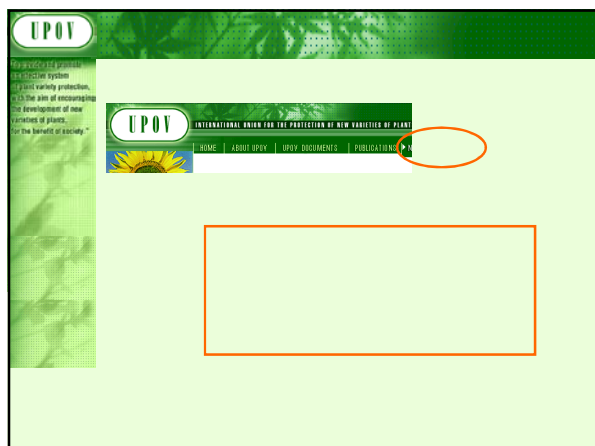 UPOV
"To provide and promote
an effective system
of plant variety protection,
with the aim of encouraging
the development of new
varieties of plants,
for the benefit of society."
UPOV
INTERNATIONAL UNION FOR THE PROTECTION OF NEW VARIETIES OF PLANT
HOME | ABOUT UPOV | UPOV DOCUMENTS | PUBLICATIONS N